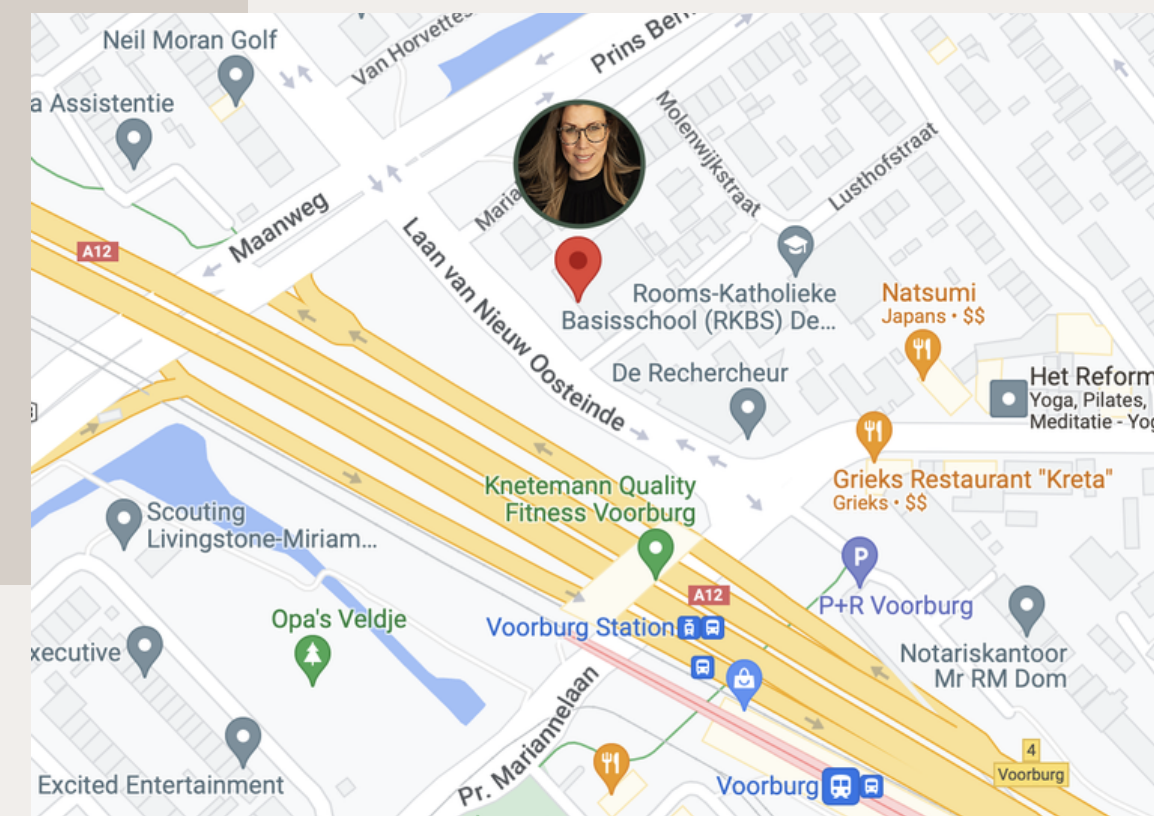 Neil Moran Golf
Van Horvettes
Prins Bern
a Assistentie
Molenwijkstraat
Lusthofstraat
Maria
Maanweg
A12
Laan van Nieuw Oosteinde
Rooms-Katholieke
Basisschool (RKBS) De...
Natsumi
Japans • $$
De Rechercheur
Het Reform
Yoga, Pilates,
Meditatie - Yog
Grieks Restaurant "Kreta"
Grieks • $$
Knetemann Quality
Fitness Voorburg
Scouting
Livingstone-Miriam...
P
P+R Voorburg
A12
Voorburg Station
Opa's Veldje
xecutive
Notariskantoor
Mr RM Dom
Pr. Mariannelaan
4
Voorburg
Excited Entertainment
Voorburg